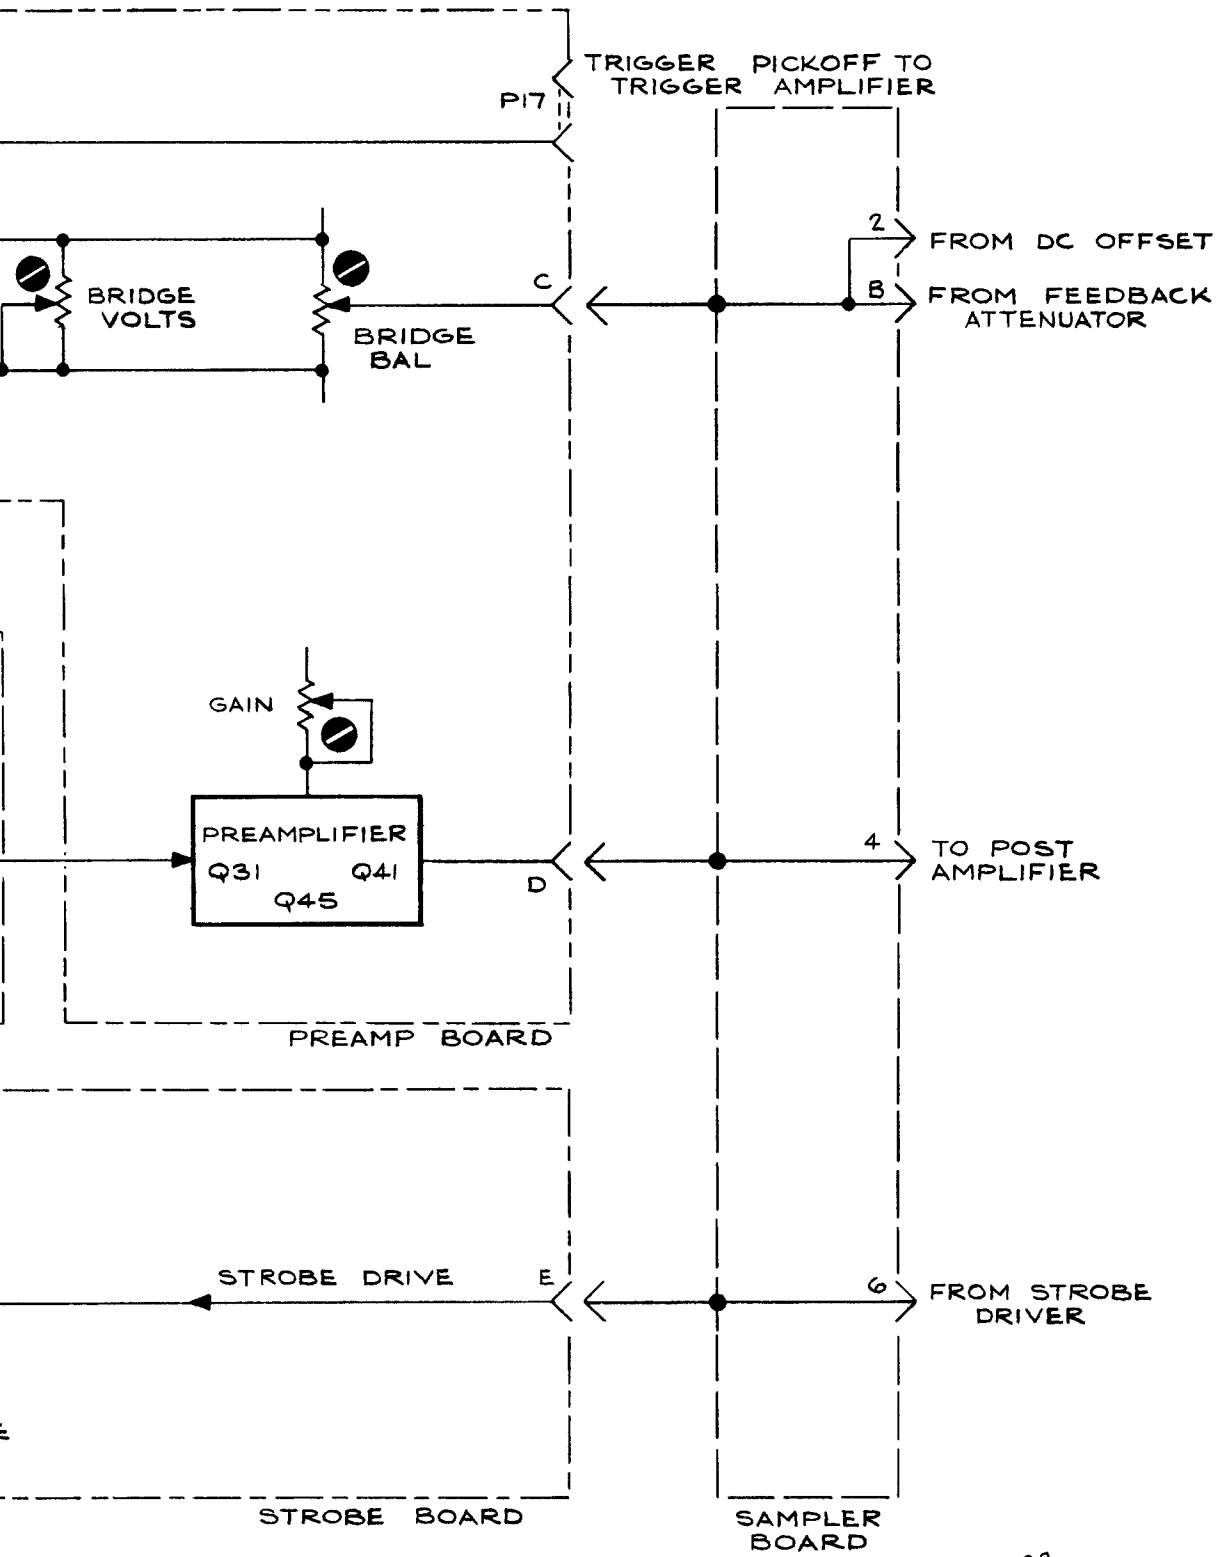 TRIGGER PICKOFF TO
TRIGGER AMPLIFIER
P17
2
FROM DC OFFSET
C
B
FROM FEEDBACK
ATTENUATOR
BRIDGE
VOLTS
BRIDGE
BAL
GAIN
PREAMPLIFIER
Q31 Q41
Q45
D
4
TO POST
AMPLIFIER
PREAMP BOARD
STROBE DRIVE
E
6
FROM STROBE
DRIVER
STROBE BOARD
SAMPLER
BOARD